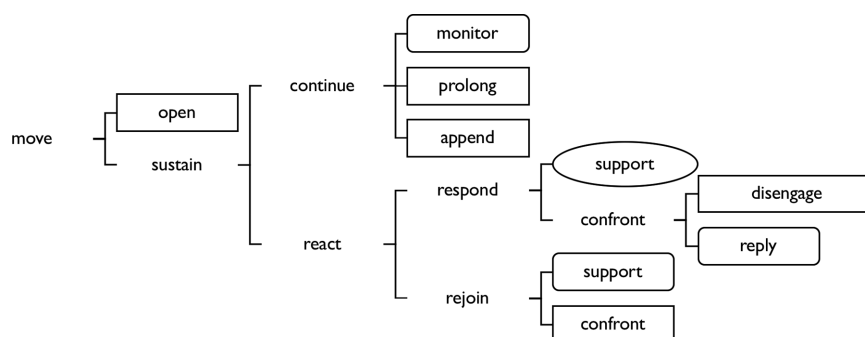 monitor
continue
prolong
open
move
append
sustain
support
respond
disengage
confront
react
reply
support
rejoin
confront